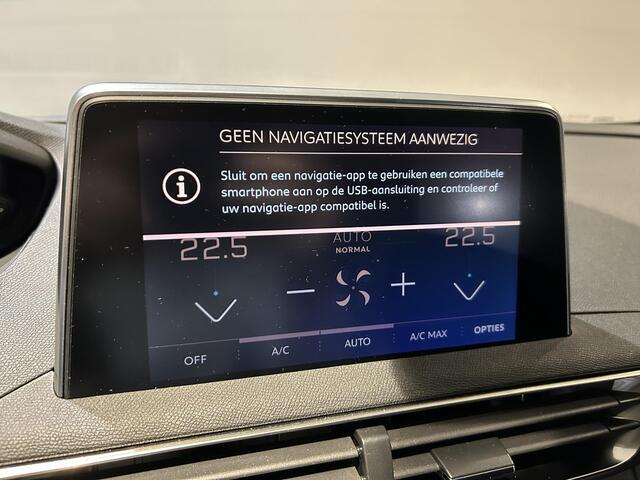 GEEN NAVIGATIESYSTEEM AANWEZIG
Sluit om een navigatie-app te gebruiken een compatibele
smartphone aan op de USB-aansluiting en controleer of
uw navigatie-app compatibel is.
22.5 AUTO 22.5
NORMAL
OFF A/C AUTO A/C MAX OPTIES